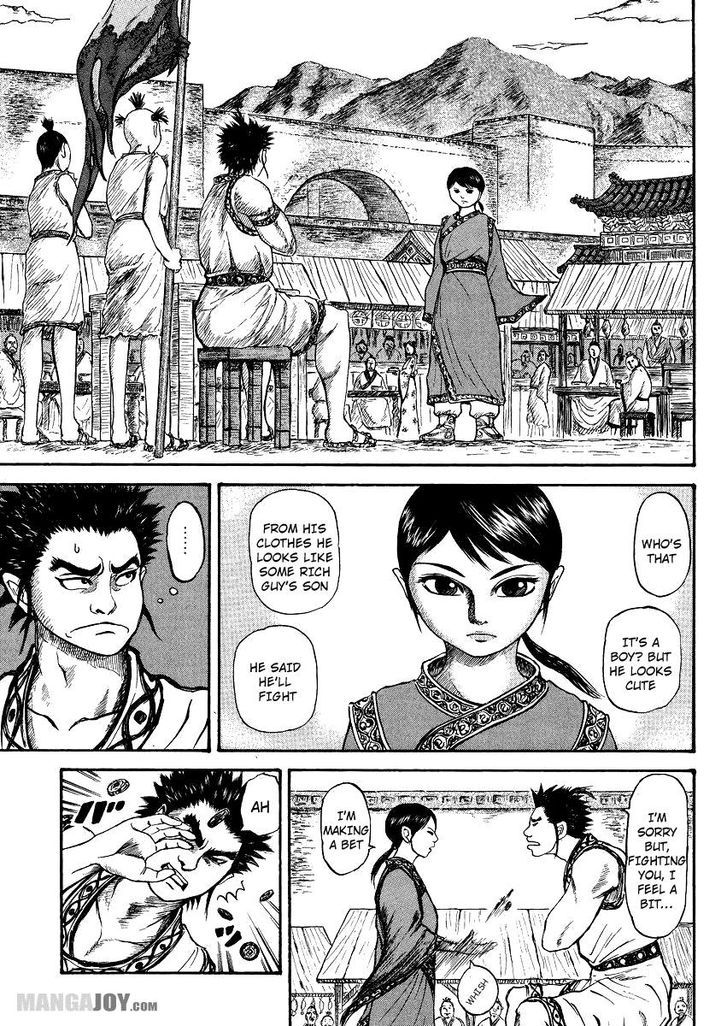 WHO'S
THAT
IT'S A
BOY? BUT
HE LOOKS
CUTE
FROM HIS
CLOTHES HE
LOOKS LIKE
SOME RICH
GUY'S SON
HE SAID
HE'LL
FIGHT
......
I'M
SORRY
BUT,
FIGHTING
YOU, I
FEEL A
BIT...
I'M
MAKING
A BET
WHISH
AH
MANGAJOY.COM